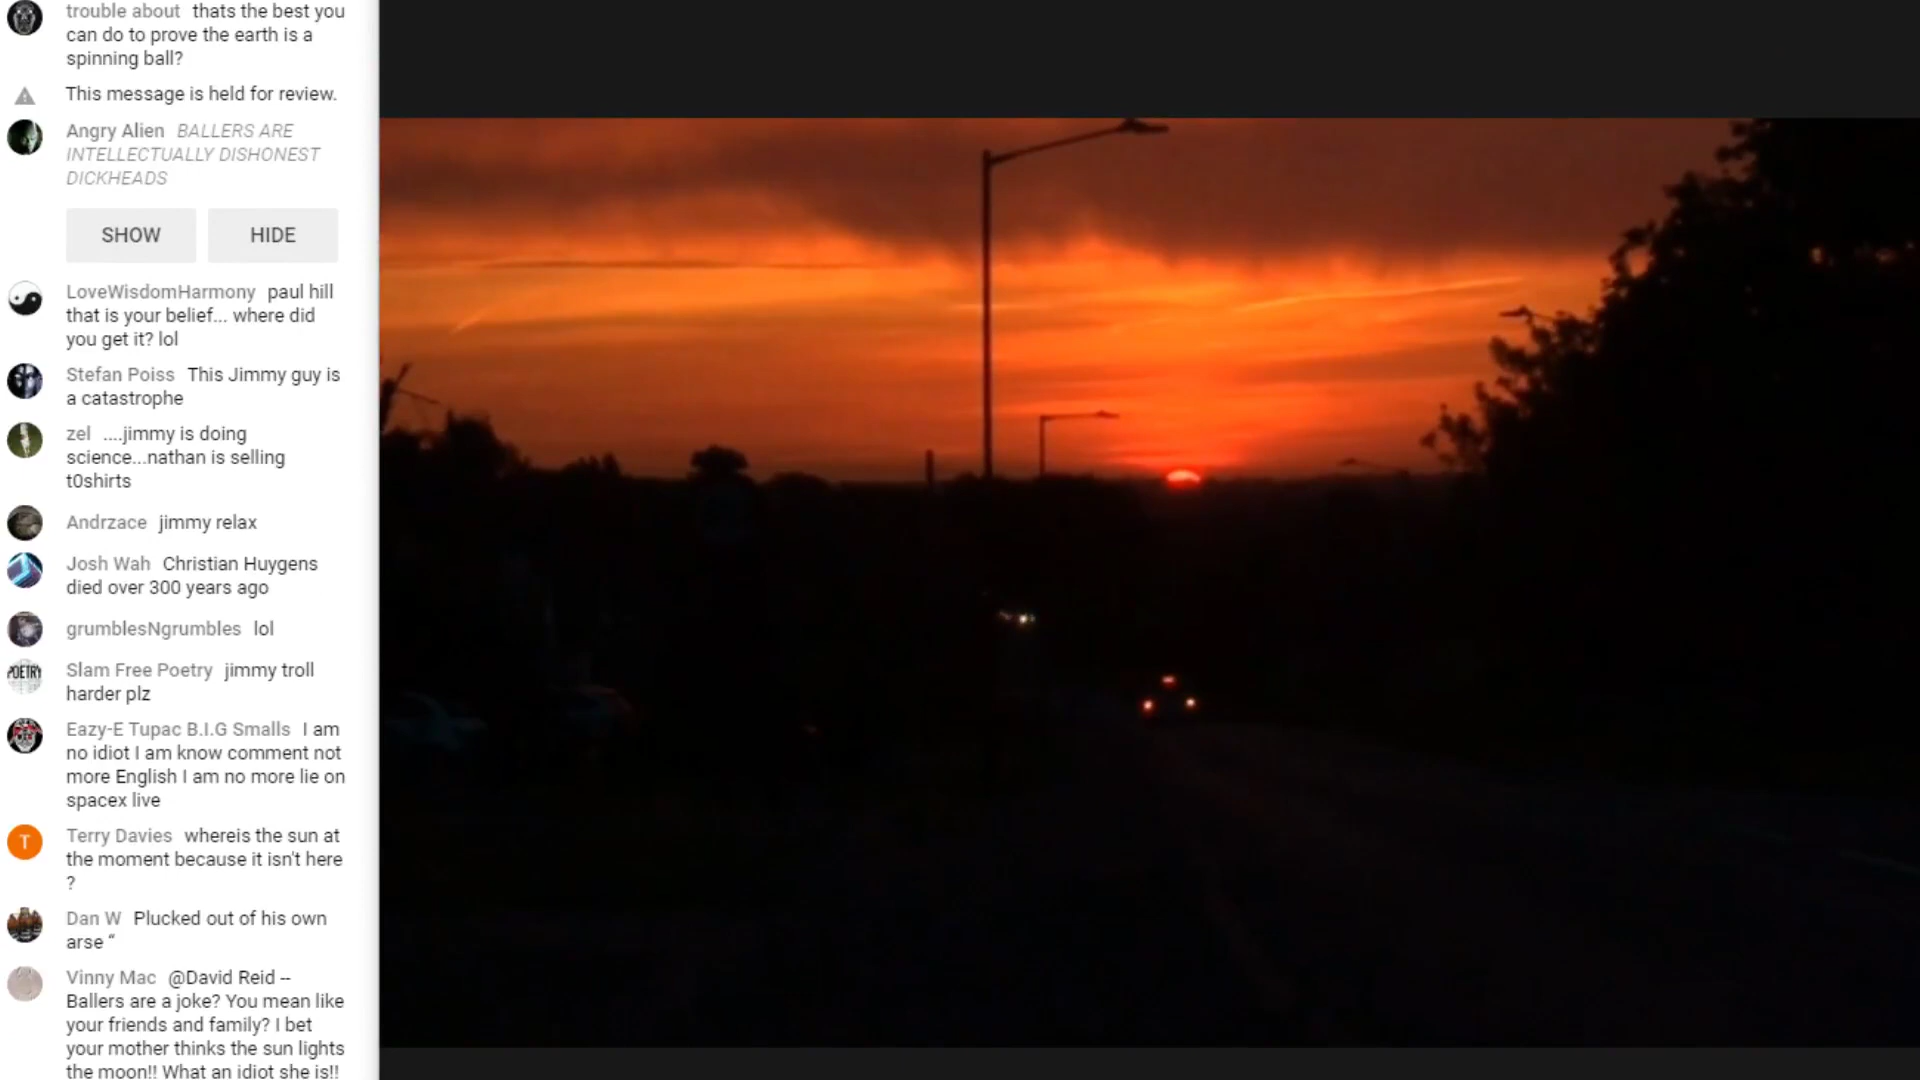 trouble about thats the best you
can do to prove the earth is a
spinning ball?
This message is held for review.
Angry Alien BALLERS ARE
INTELLECTUALLY DISHONEST
DICKHEADS
SHOW HIDE
LoveWisdomHarmony paul hill
that is your belief... where did
you get it? lol
Stefan Poiss This Jimmy guy is
a catastrophe
zel ....jimmy is doing
science...nathan is selling
t0shirts
Andrzace jimmy relax
Josh Wah Christian Huygens
died over 300 years ago
grumblesNgrumbles lol
POETRY
Slam Free Poetry jimmy troll
harder plz
Eazy-E Tupac B.I.G Smalls I am
no idiot I am know comment not
more English I am no more lie on
spacex live
T
Terry Davies whereis the sun at
the moment because it isn't here
?
Dan W Plucked out of his own
arse “
Vinny Mac @David Reid --
Ballers are a joke? You mean like
your friends and family? I bet
your mother thinks the sun lights
the moon!! What an idiot she is!!